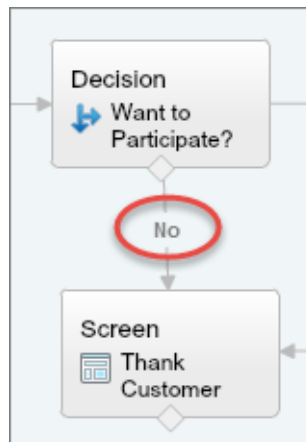 Decision
Want to
Participate?
No
Screen
Thank
Customer